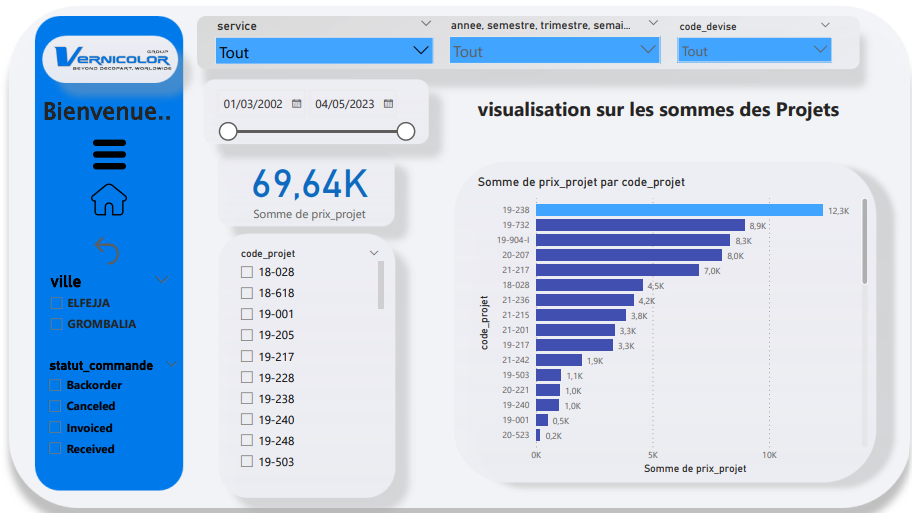 GROUP
VERNICOLOR
BEYOND DECOPART, WORLDWIDE
Bienvenue..
ville
ELFEJJA
GROMBALIA
statut_commande
Backorder
Canceled
Invoiced
Received
service
Tout
annee, semestre, trimestre, semai...
Tout
code_devise
Tout
01/03/2002
04/05/2023
69,64K
Somme de prix_projet
code_projet
18-028
18-618
19-001
19-205
19-217
19-228
19-238
19-240
19-248
19-503
visualisation sur les sommes des Projets
Somme de prix_projet par code_projet
code_projet
19-238 12,3K
19-732 8,9K
19-904-I 8,3K
20-207 8,0K
21-217 7,0K
18-028 4,5K
21-236 4,2K
21-215 3,8K
21-201 3,3K
19-217 3,3K
21-242 1,9K
19-503 1,1K
20-221 1,0K
19-240 1,0K
19-001 0,5K
20-523 0,2K
0K 5K 10K
Somme de prix_projet